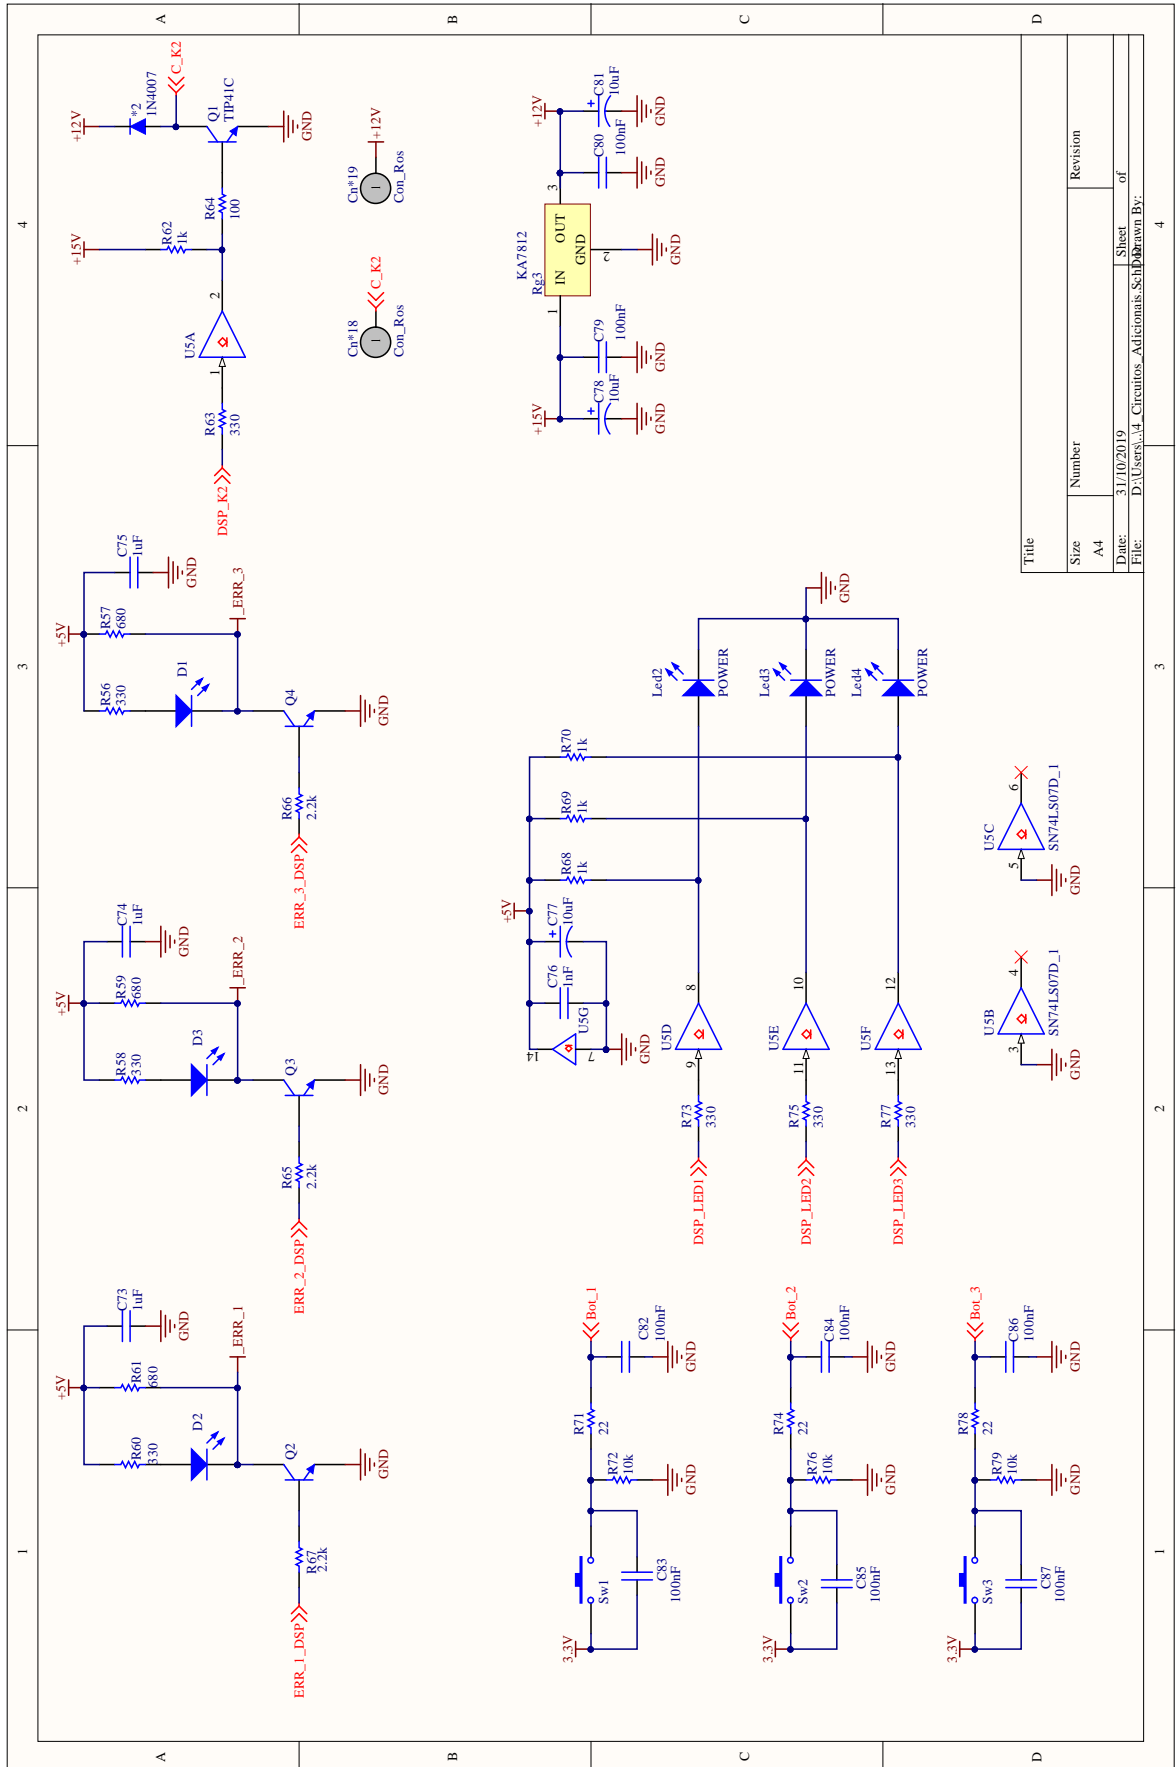 1
2
3
4
A
A
B
B
C
C
D
D
1
2
3
4
+5V
R60
330
R61
680
C73
1uF
GND
D2
_ERR_1
Q2
R67
2.2k
ERR_1_DSP
GND
+5V
R58
330
R59
680
C74
1uF
GND
D3
_ERR_2
Q3
R65
2.2k
ERR_2_DSP
GND
+5V
R56
330
R57
680
C75
1uF
GND
D1
_ERR_3
Q4
R66
2.2k
ERR_3_DSP
GND
DSP_K2
R63
330
1
U5A
2
+15V
R62
1k
R64
100
+12V
*2
1N4007
C_K2
Q1
TIP41C
GND
Cn*18
1
C_K2
Con_Ros
Cn*19
1
+12V
Con_Ros
+15V
C78
10uF
GND
C79
100nF
GND
KA7812
Rg3
1
IN
OUT
3
GND
2
GND
+12V
C80
100nF
GND
C81
10uF
GND
3.3V
Sw1
C83
100nF
R72
10k
GND
R71
22
Bot_1
C82
100nF
GND
3.3V
Sw2
C85
100nF
R76
10k
GND
R74
22
Bot_2
C84
100nF
GND
3.3V
Sw3
C87
100nF
R79
10k
GND
R78
22
Bot_3
C86
100nF
GND
+5V
14
7
U5G
C76
1nF
C77
10uF
GND
R68
1k
R69
1k
R70
1k
DSP_LED1
R73
330
9
U5D
8
Led2
POWER
DSP_LED2
R75
330
11
U5E
10
Led3
POWER
GND
DSP_LED3
R77
330
13
U5F
12
Led4
POWER
U5B
3
4
SN74LS07D_1
GND
U5C
5
6
SN74LS07D_1
GND
Title
Size
Number
Revision
A4
Date:
31/10/2019
Sheet
of
File:
D:\Users\..\4_Circuitos_Adicionais.SchDoc
Drawn By: